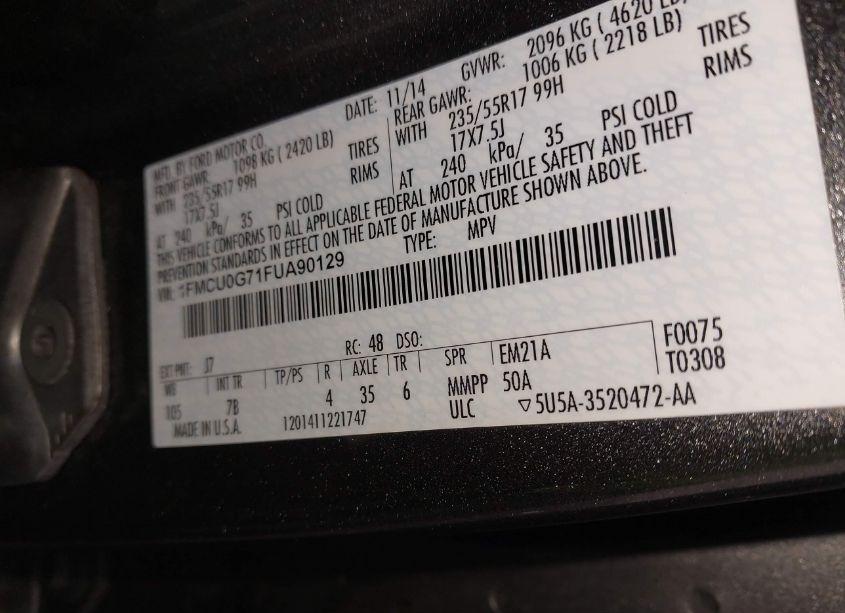 MFD. BY FORD MOTOR CO. DATE: 11/14 GVWR: 2096 KG ( 4620 LB)
FRONT GAWR: 1098 KG ( 2420 LB) REAR GAWR: 1006 KG ( 2218 LB)
WITH 235/55R17 99H TIRES WITH 235/55R17 99H TIRES
17X7.5J RIMS 17X7.5J RIMS
AT 240 kPa/ 35 PSI COLD AT 240 kPa/ 35 PSI COLD
THIS VEHICLE CONFORMS TO ALL APPLICABLE FEDERAL MOTOR VEHICLE SAFETY AND THEFT
PREVENTION STANDARDS IN EFFECT ON THE DATE OF MANUFACTURE SHOWN ABOVE.
VIN: 1FMCU0G71FUA90129 TYPE: MPV
EXT PNT: J7 RC: 48 DSO: F0075
WB INT TR TP/PS R AXLE TR SPR EM21A T0308
105 7B 4 35 6 MMPP 50A
MADE IN U.S.A. 1201411221747 ULC ▽5U5A-3520472-AA